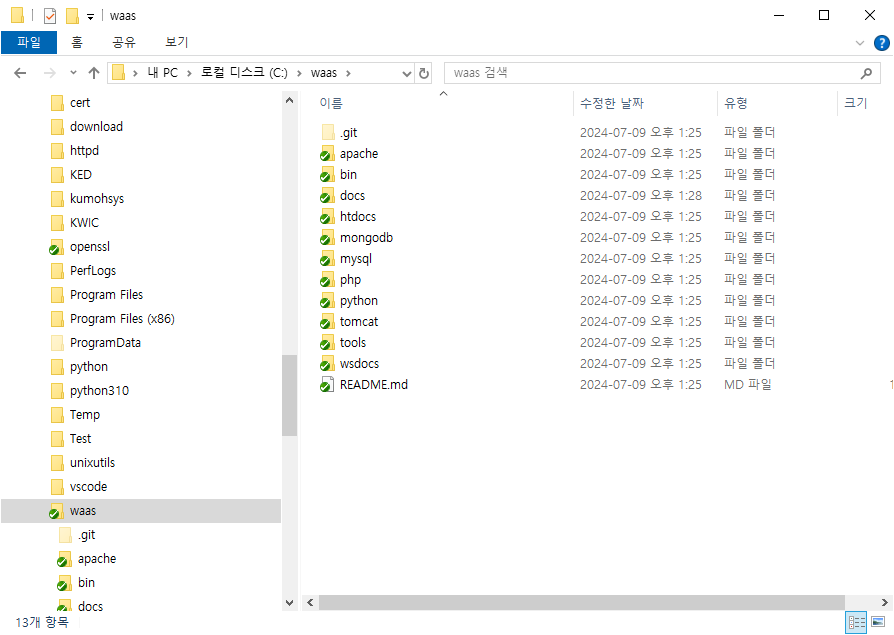 waas
파일 홈 공유 보기
내 PC 로컬 디스크 (C:) waas
waas 검색
cert
download
httpd
KED
kumohsys
KWIC
openssl
PerfLogs
Program Files
Program Files (x86)
ProgramData
python
python310
Temp
Test
unixutils
vscode
waas
.git
apache
bin
docs
이름 수정한 날짜 유형 크기
.git 2024-07-09 오후 1:25 파일 폴더
apache 2024-07-09 오후 1:25 파일 폴더
bin 2024-07-09 오후 1:25 파일 폴더
docs 2024-07-09 오후 1:28 파일 폴더
htdocs 2024-07-09 오후 1:25 파일 폴더
mongodb 2024-07-09 오후 1:25 파일 폴더
mysql 2024-07-09 오후 1:25 파일 폴더
php 2024-07-09 오후 1:25 파일 폴더
python 2024-07-09 오후 1:25 파일 폴더
tomcat 2024-07-09 오후 1:25 파일 폴더
tools 2024-07-09 오후 1:25 파일 폴더
wsdocs 2024-07-09 오후 1:25 파일 폴더
README.md 2024-07-09 오후 1:25 MD 파일
13개 항목